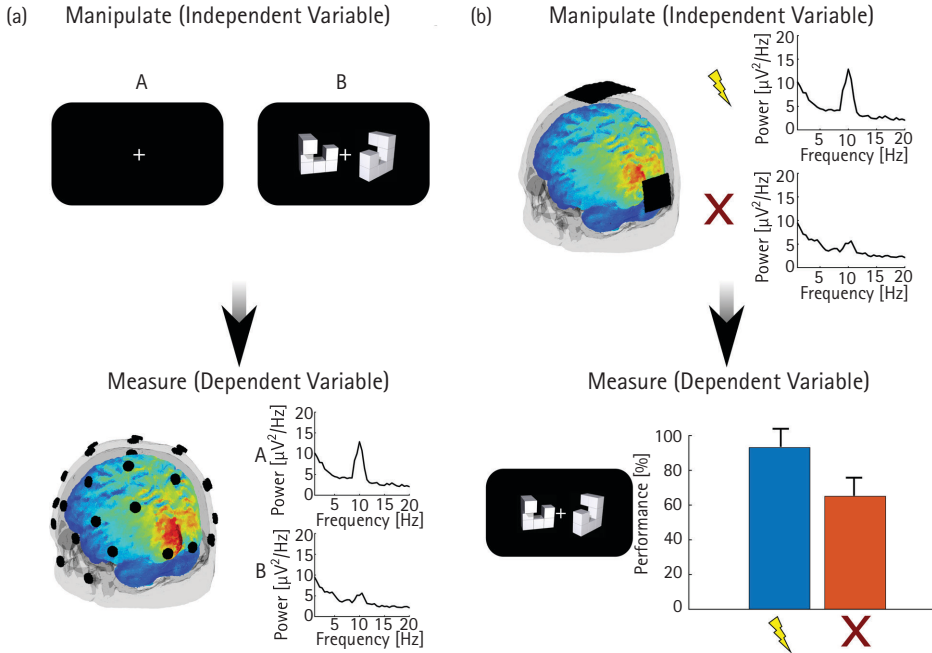 (a) Manipulate (Independent Variable)
A B
+
+
Measure (Dependent Variable)
A
Power [µV²/Hz]
20
15
10
5
0
5 10 15 20
Frequency [Hz]
B
Power [µV²/Hz]
20
15
10
5
0
5 10 15 20
Frequency [Hz]
(b) Manipulate (Independent Variable)
Power [µV²/Hz]
20
15
10
5
0
5 10 15 20
Frequency [Hz]
X
Power [µV²/Hz]
20
15
10
5
0
5 10 15 20
Frequency [Hz]
Measure (Dependent Variable)
+
Performance [%]
100
80
60
40
20
0
X